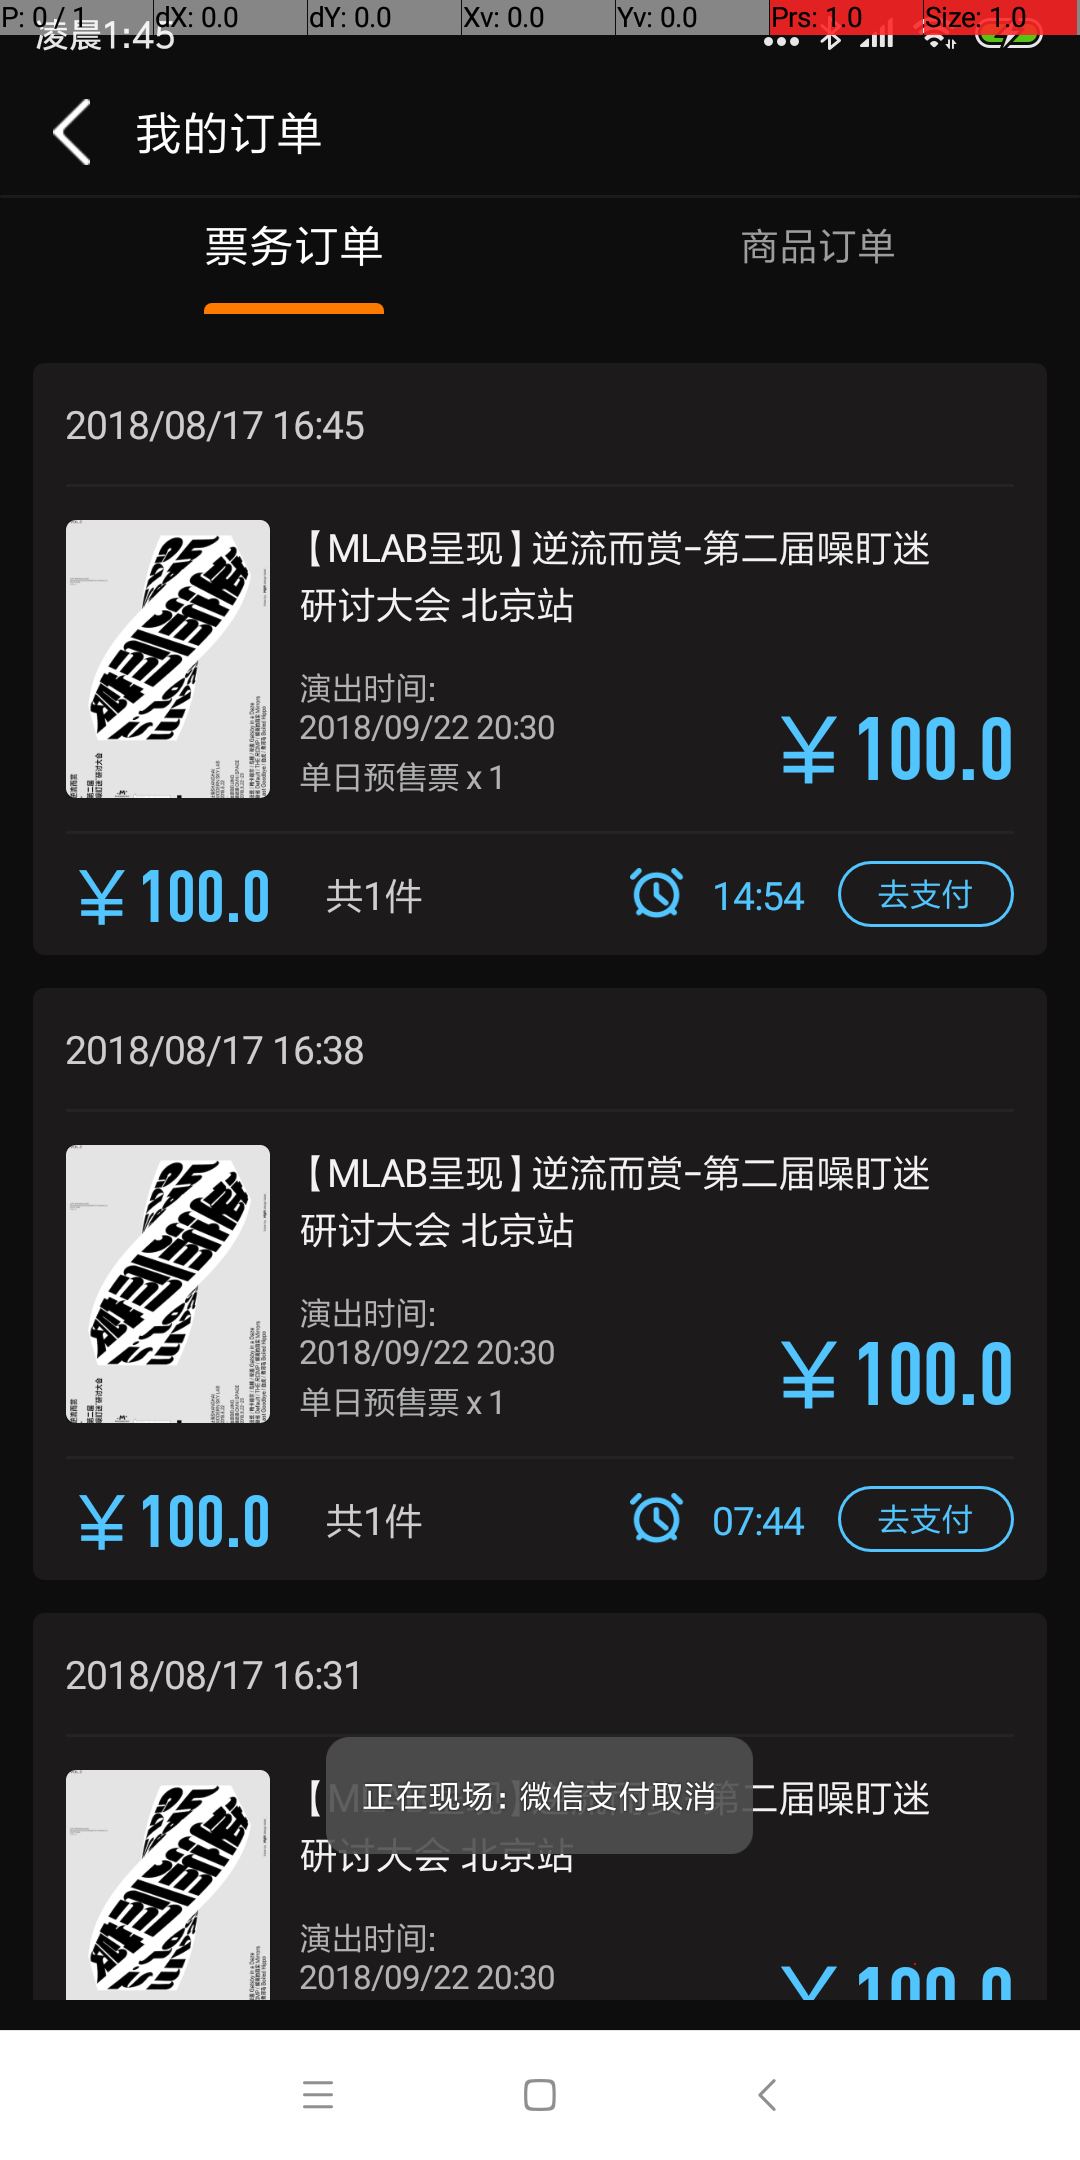 P: 0 / 1 dX: 0.0 dY: 0.0 Xv: 0.0 Yv: 0.0 Prs: 1.0 Size: 1.0
凌晨1:45
我的订单
票务订单 商品订单
2018/08/17 16:45
【MLAB呈现】逆流而赏-第二届噪盯迷
研讨大会 北京站
演出时间:
2018/09/22 20:30
单日预售票 x 1
¥ 100.0
¥ 100.0 共1件 14:54 去支付
2018/08/17 16:38
【MLAB呈现】逆流而赏-第二届噪盯迷
研讨大会 北京站
演出时间:
2018/09/22 20:30
单日预售票 x 1
¥ 100.0
¥ 100.0 共1件 07:44 去支付
2018/08/17 16:31
正在现场: 微信支付取消
二届噪盯迷
研讨大会 北京站
演出时间:
2018/09/22 20:30
¥ 100.0